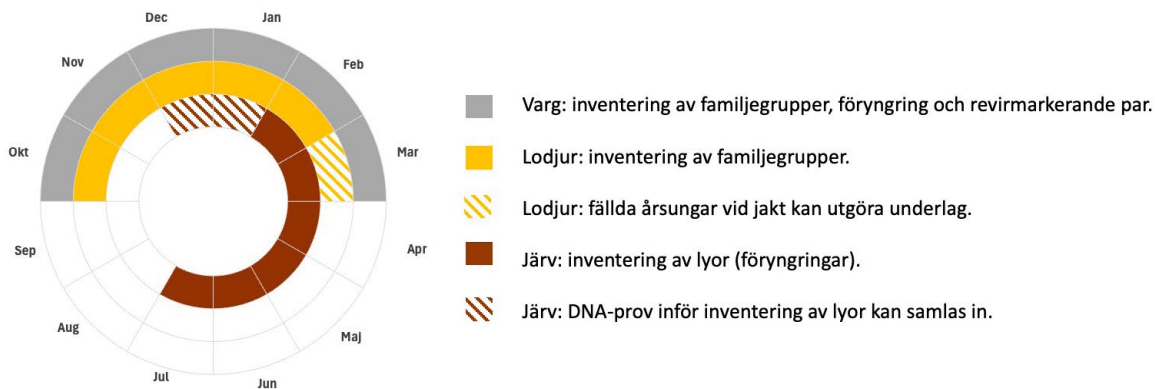 Dec
Jan
Nov
Feb
Okt
Mar
Sep
Apr
Aug
Maj
Jul
Jun
Varg: inventering av familjegrupper, föryngring och revirmarkerande par.
Lodjur: inventering av familjegrupper.
Lodjur: fällda årsungar vid jakt kan utgöra underlag.
Järv: inventering av lyor (föryngringar).
Järv: DNA-prov inför inventering av lyor kan samlas in.